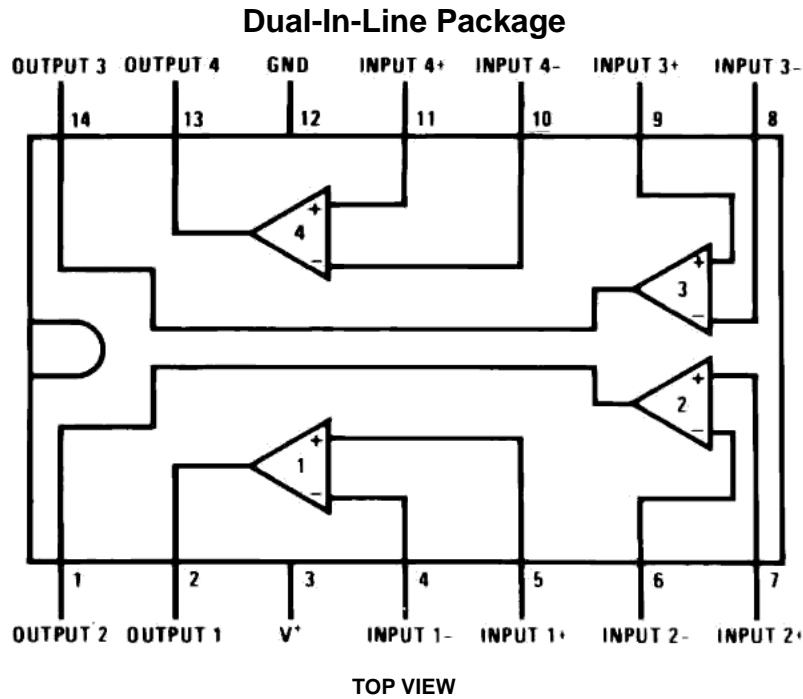 Dual-In-Line Package
OUTPUT 3 OUTPUT 4 GND INPUT 4+ INPUT 4- INPUT 3+ INPUT 3-
14 13 12 11 10 9 8
+
4
-
+
3
-
+
2
-
+
1
-
1 2 3 4 5 6 7
OUTPUT 2 OUTPUT 1 V+ INPUT 1- INPUT 1+ INPUT 2- INPUT 2+
TOP VIEW